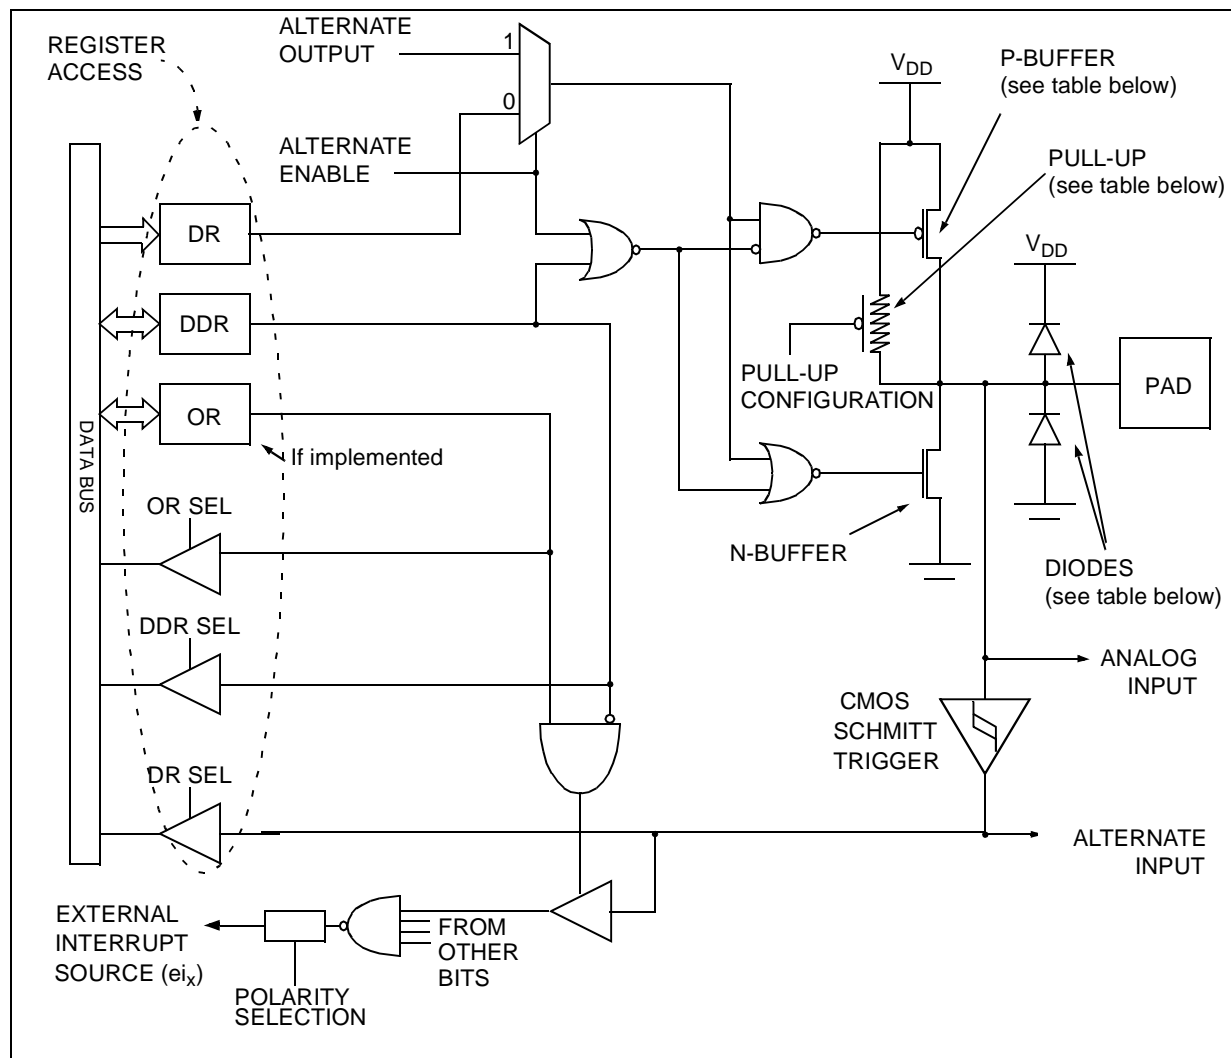 REGISTER
ACCESS
ALTERNATE
OUTPUT
1
0
ALTERNATE
ENABLE
VDD
P-BUFFER
(see table below)
PULL-UP
(see table below)
DR
DDR
OR
If implemented
DATA BUS
VDD
PULL-UP
CONFIGURATION
PAD
N-BUFFER
DIODES
(see table below)
OR SEL
DDR SEL
DR SEL
ANALOG
INPUT
CMOS
SCHMITT
TRIGGER
ALTERNATE
INPUT
EXTERNAL
INTERRUPT
SOURCE (eix)
FROM
OTHER
BITS
POLARITY
SELECTION